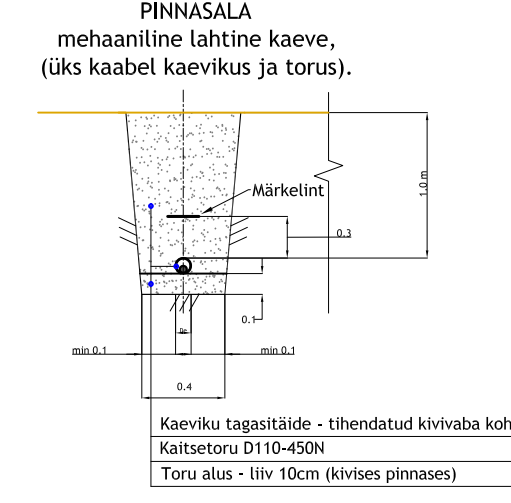 PINNASALA
mehaaniline lahtine kaeve,
(üks kaabel kaevikus ja torus).
Märkelint
1.0 m
0.3
0.1
min 0.1
min 0.1
0.4
Kaeviku tagasitäide - tihendatud kivivaba koh
Kaitsetoru D110-450N
Toru alus - liiv 10cm (kivises pinnases)